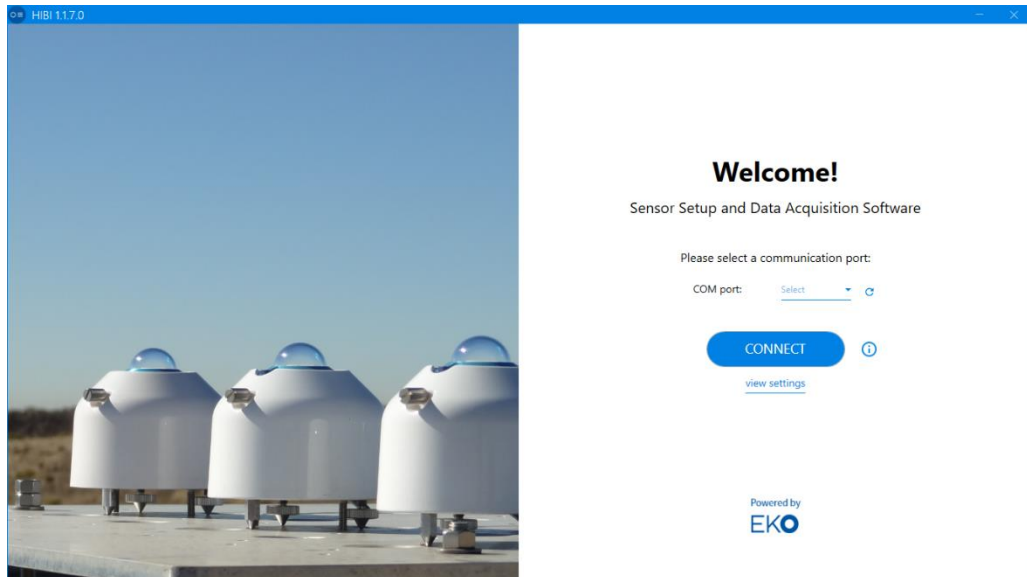 HIBI 1.1.7.0
Welcome!
Sensor Setup and Data Acquisition Software
Please select a communication port:
COM port: Select
CONNECT
view settings
Powered by
EKO